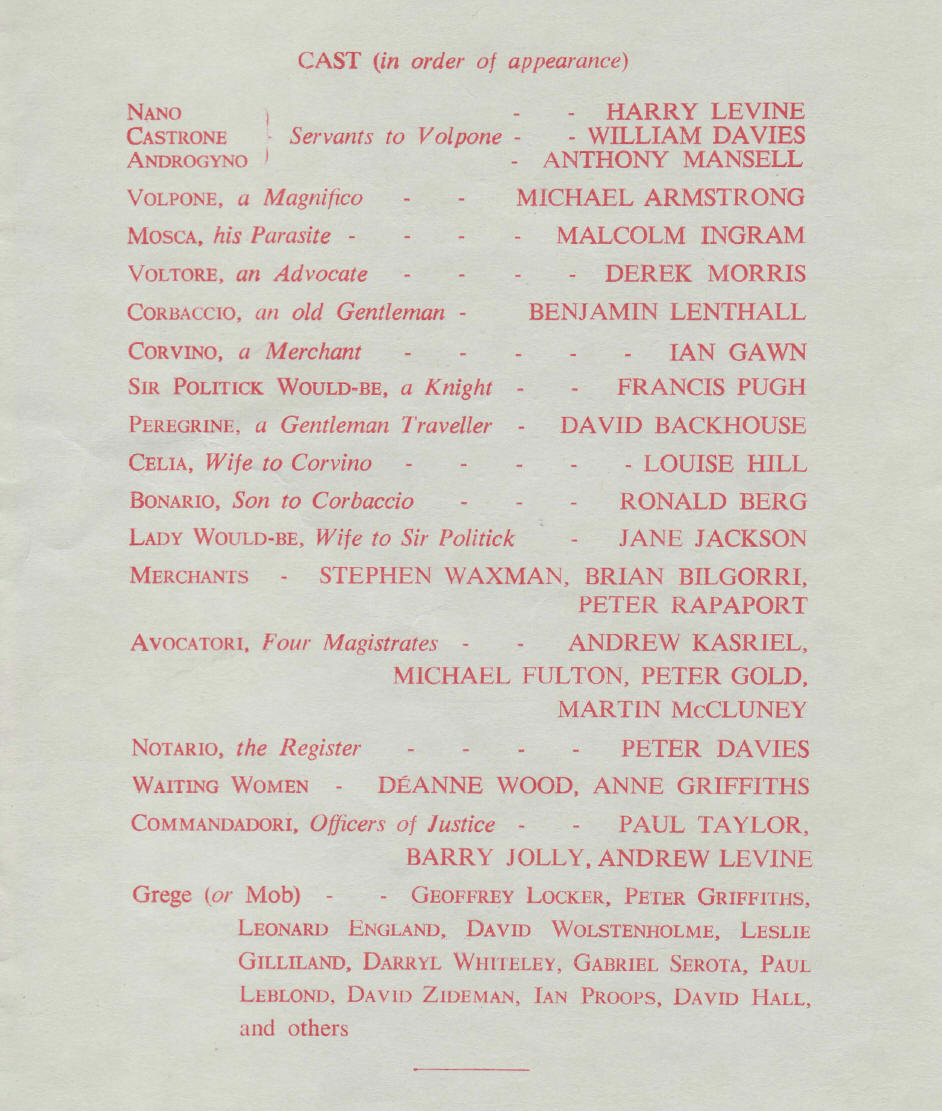 CAST (in order of appearance)
NANO - - HARRY LEVINE
CASTRONE Servants to Volpone - - WILLIAM DAVIES
ANDROGYNO - ANTHONY MANSELL
VOLPONE, a Magnifico - - MICHAEL ARMSTRONG
MOSCA, his Parasite - - - - MALCOLM INGRAM
VOLTORE, an Advocate - - - - DEREK MORRIS
CORBACCIO, an old Gentleman - BENJAMIN LENTHALL
CORVINO, a Merchant - - - - - IAN GAWN
SIR POLITICK WOULD-BE, a Knight - - FRANCIS PUGH
PEREGRINE, a Gentleman Traveller - DAVID BACKHOUSE
CELIA, Wife to Corvino - - - - - LOUISE HILL
BONARIO, Son to Corbaccio - - - RONALD BERG
LADY WOULD-BE, Wife to Sir Politick - JANE JACKSON
MERCHANTS - STEPHEN WAXMAN, BRIAN BILGORRI,
PETER RAPAPORT
AVOCATORI, Four Magistrates - - ANDREW KASRIEL,
MICHAEL FULTON, PETER GOLD,
MARTIN McCLUNEY
NOTARIO, the Register - - - - PETER DAVIES
WAITING WOMEN - DÉANNE WOOD, ANNE GRIFFITHS
COMMANDADORI, Officers of Justice - - PAUL TAYLOR,
BARRY JOLLY, ANDREW LEVINE
Grege (or Mob) - - GEOFFREY LOCKER, PETER GRIFFITHS,
LEONARD ENGLAND, DAVID WOLSTENHOLME, LESLIE
GILLILAND, DARRYL WHITELEY, GABRIEL SEROTA, PAUL
LEBLOND, DAVID ZIDEMAN, IAN PROOPS, DAVID HALL,
and others